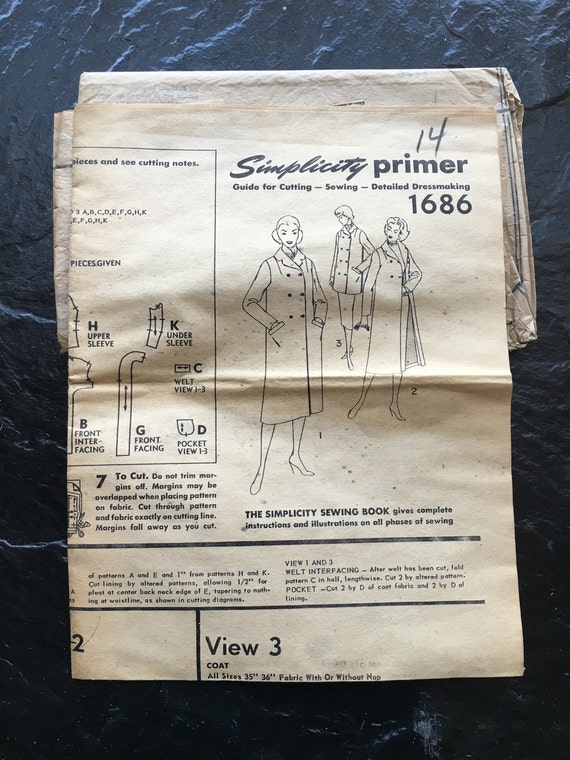 14
Simplicity primer
Guide for Cutting — Sewing — Detailed Dressmaking
1686
pieces and see cutting notes.
3 A,B,C,D,E,F,G,H,K
E,F,G,H,K
PIECES GIVEN
H
UPPER
SLEEVE
K
UNDER
SLEEVE
C
WELT
VIEW 1-3
B
FRONT
INTER-
FACING
G
FRONT
FACING
D
POCKET
VIEW 1-3
1
2
3
7 To Cut. Do not trim mar-
gins off. Margins may be
overlapped when placing pattern
on fabric. Cut through pattern
and fabric exactly on cutting line.
Margins fall away as you cut.
THE SIMPLICITY SEWING BOOK gives complete
instructions and illustrations on all phases of sewing
of patterns A and E and 1" from patterns H and K.
Cut lining by altered patterns, allowing 1/2" for
pleat at center back neck edge of E, tapering to noth-
ing at waistline, as shown in cutting diagrams.
VIEW 1 AND 3
WELT INTERFACING — After welt has been cut, fold
pattern C in half, lengthwise. Cut 2 by altered pattern.
POCKET — Cut 2 by D of coat fabric and 2 by D of
lining.
-2
View 3
COAT
All Sizes 35" 36" Fabric With Or Without Nap